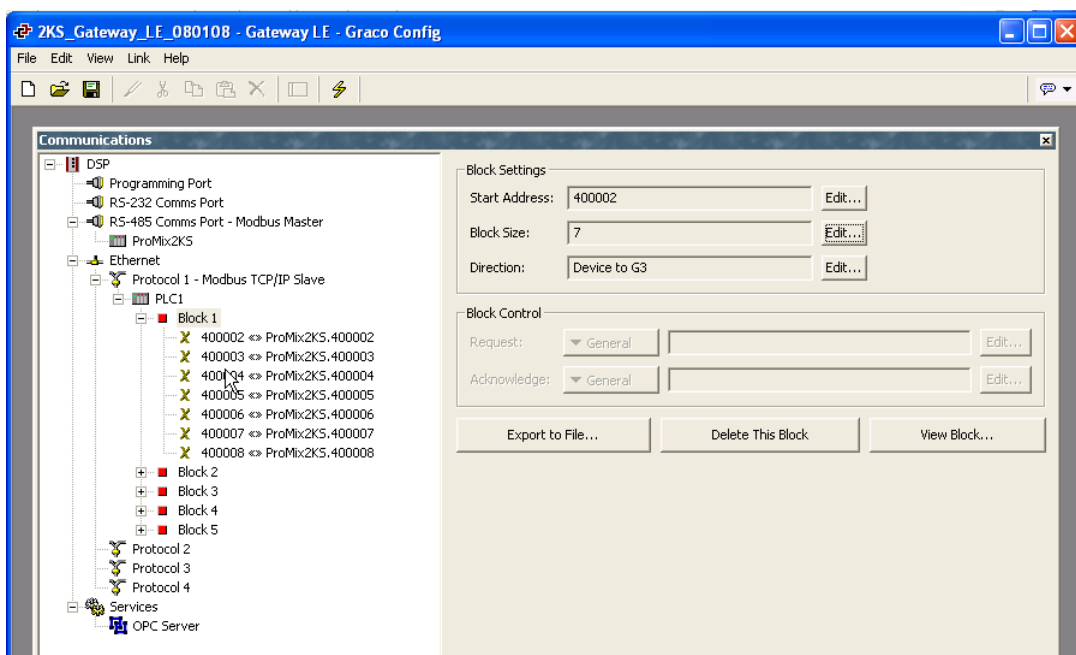 2KS_Gateway_LE_080108 - Gateway LE - Graco Config
File Edit View Link Help
Communications
DSP
Programming Port
RS-232 Comms Port
RS-485 Comms Port - Modbus Master
ProMix2KS
Ethernet
Protocol 1 - Modbus TCP/IP Slave
PLC1
Block 1
400002 «» ProMix2KS.400002
400003 «» ProMix2KS.400003
400004 «» ProMix2KS.400004
400005 «» ProMix2KS.400005
400006 «» ProMix2KS.400006
400007 «» ProMix2KS.400007
400008 «» ProMix2KS.400008
Block 2
Block 3
Block 4
Block 5
Protocol 2
Protocol 3
Protocol 4
Services
OPC Server
Block Settings
Start Address: 400002 Edit...
Block Size: 7 Edit...
Direction: Device to G3 Edit...
Block Control
Request: General Edit...
Acknowledge: General Edit...
Export to File... Delete This Block View Block...